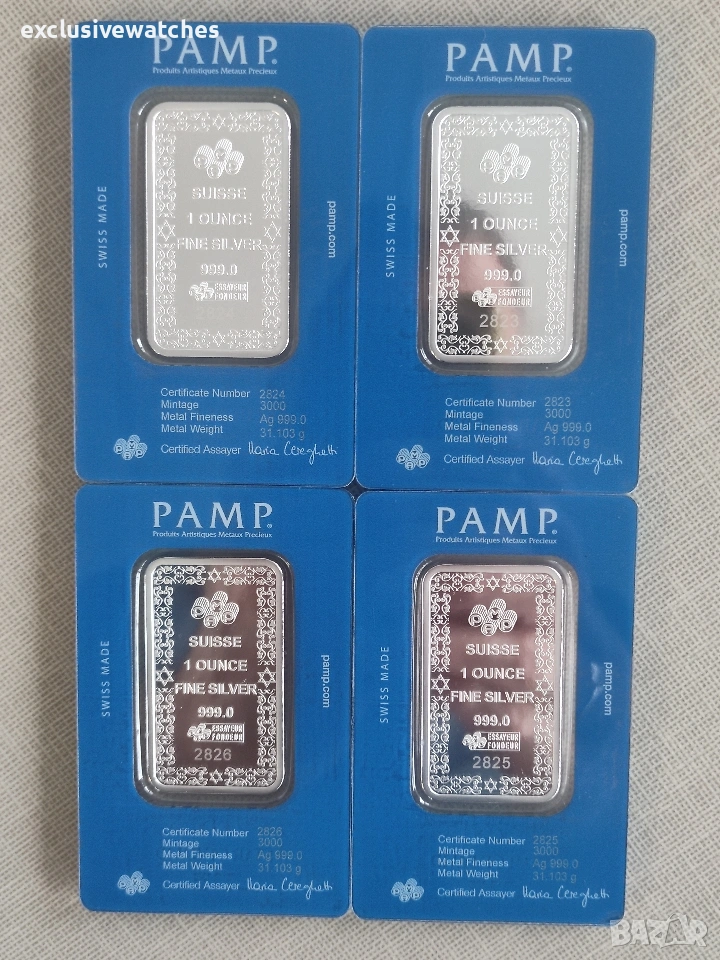 exclusivewatches
PAMP®
Produits Artistiques Metaux Precieux
SWISS MADE
SUISSE
1 OUNCE
FINE SILVER
999.0
ESSAYEUR
FONDEUR
pamp.com
Certificate Number 2824
Mintage 3000
Metal Fineness Ag 999.0
Metal Weight 31.103 g
PAMP
Certified Assayer
PAMP®
Produits Artistiques Metaux Precieux
SWISS MADE
SUISSE
1 OUNCE
FINE SILVER
999.0
ESSAYEUR
FONDEUR
2823
pamp.com
Certificate Number 2823
Mintage 3000
Metal Fineness Ag 999.0
Metal Weight 31.103 g
PAMP
Certified Assayer
PAMP®
Produits Artistiques Metaux Precieux
SWISS MADE
PAMP
SUISSE
1 OUNCE
FINE SILVER
999.0
ESSAYEUR
FONDEUR
2826
pamp.com
Certificate Number 2826
Mintage 3000
Metal Fineness Ag 999.0
Metal Weight 31.103 g
PAMP
Certified Assayer
PAMP®
Produits Artistiques Metaux Precieux
SWISS MADE
PAMP
SUISSE
1 OUNCE
FINE SILVER
999.0
ESSAYEUR
FONDEUR
2825
pamp.com
Certificate Number 2825
Mintage 3000
Metal Fineness Ag 999.0
Metal Weight 31.103 g
PAMP
Certified Assayer
BAZAR